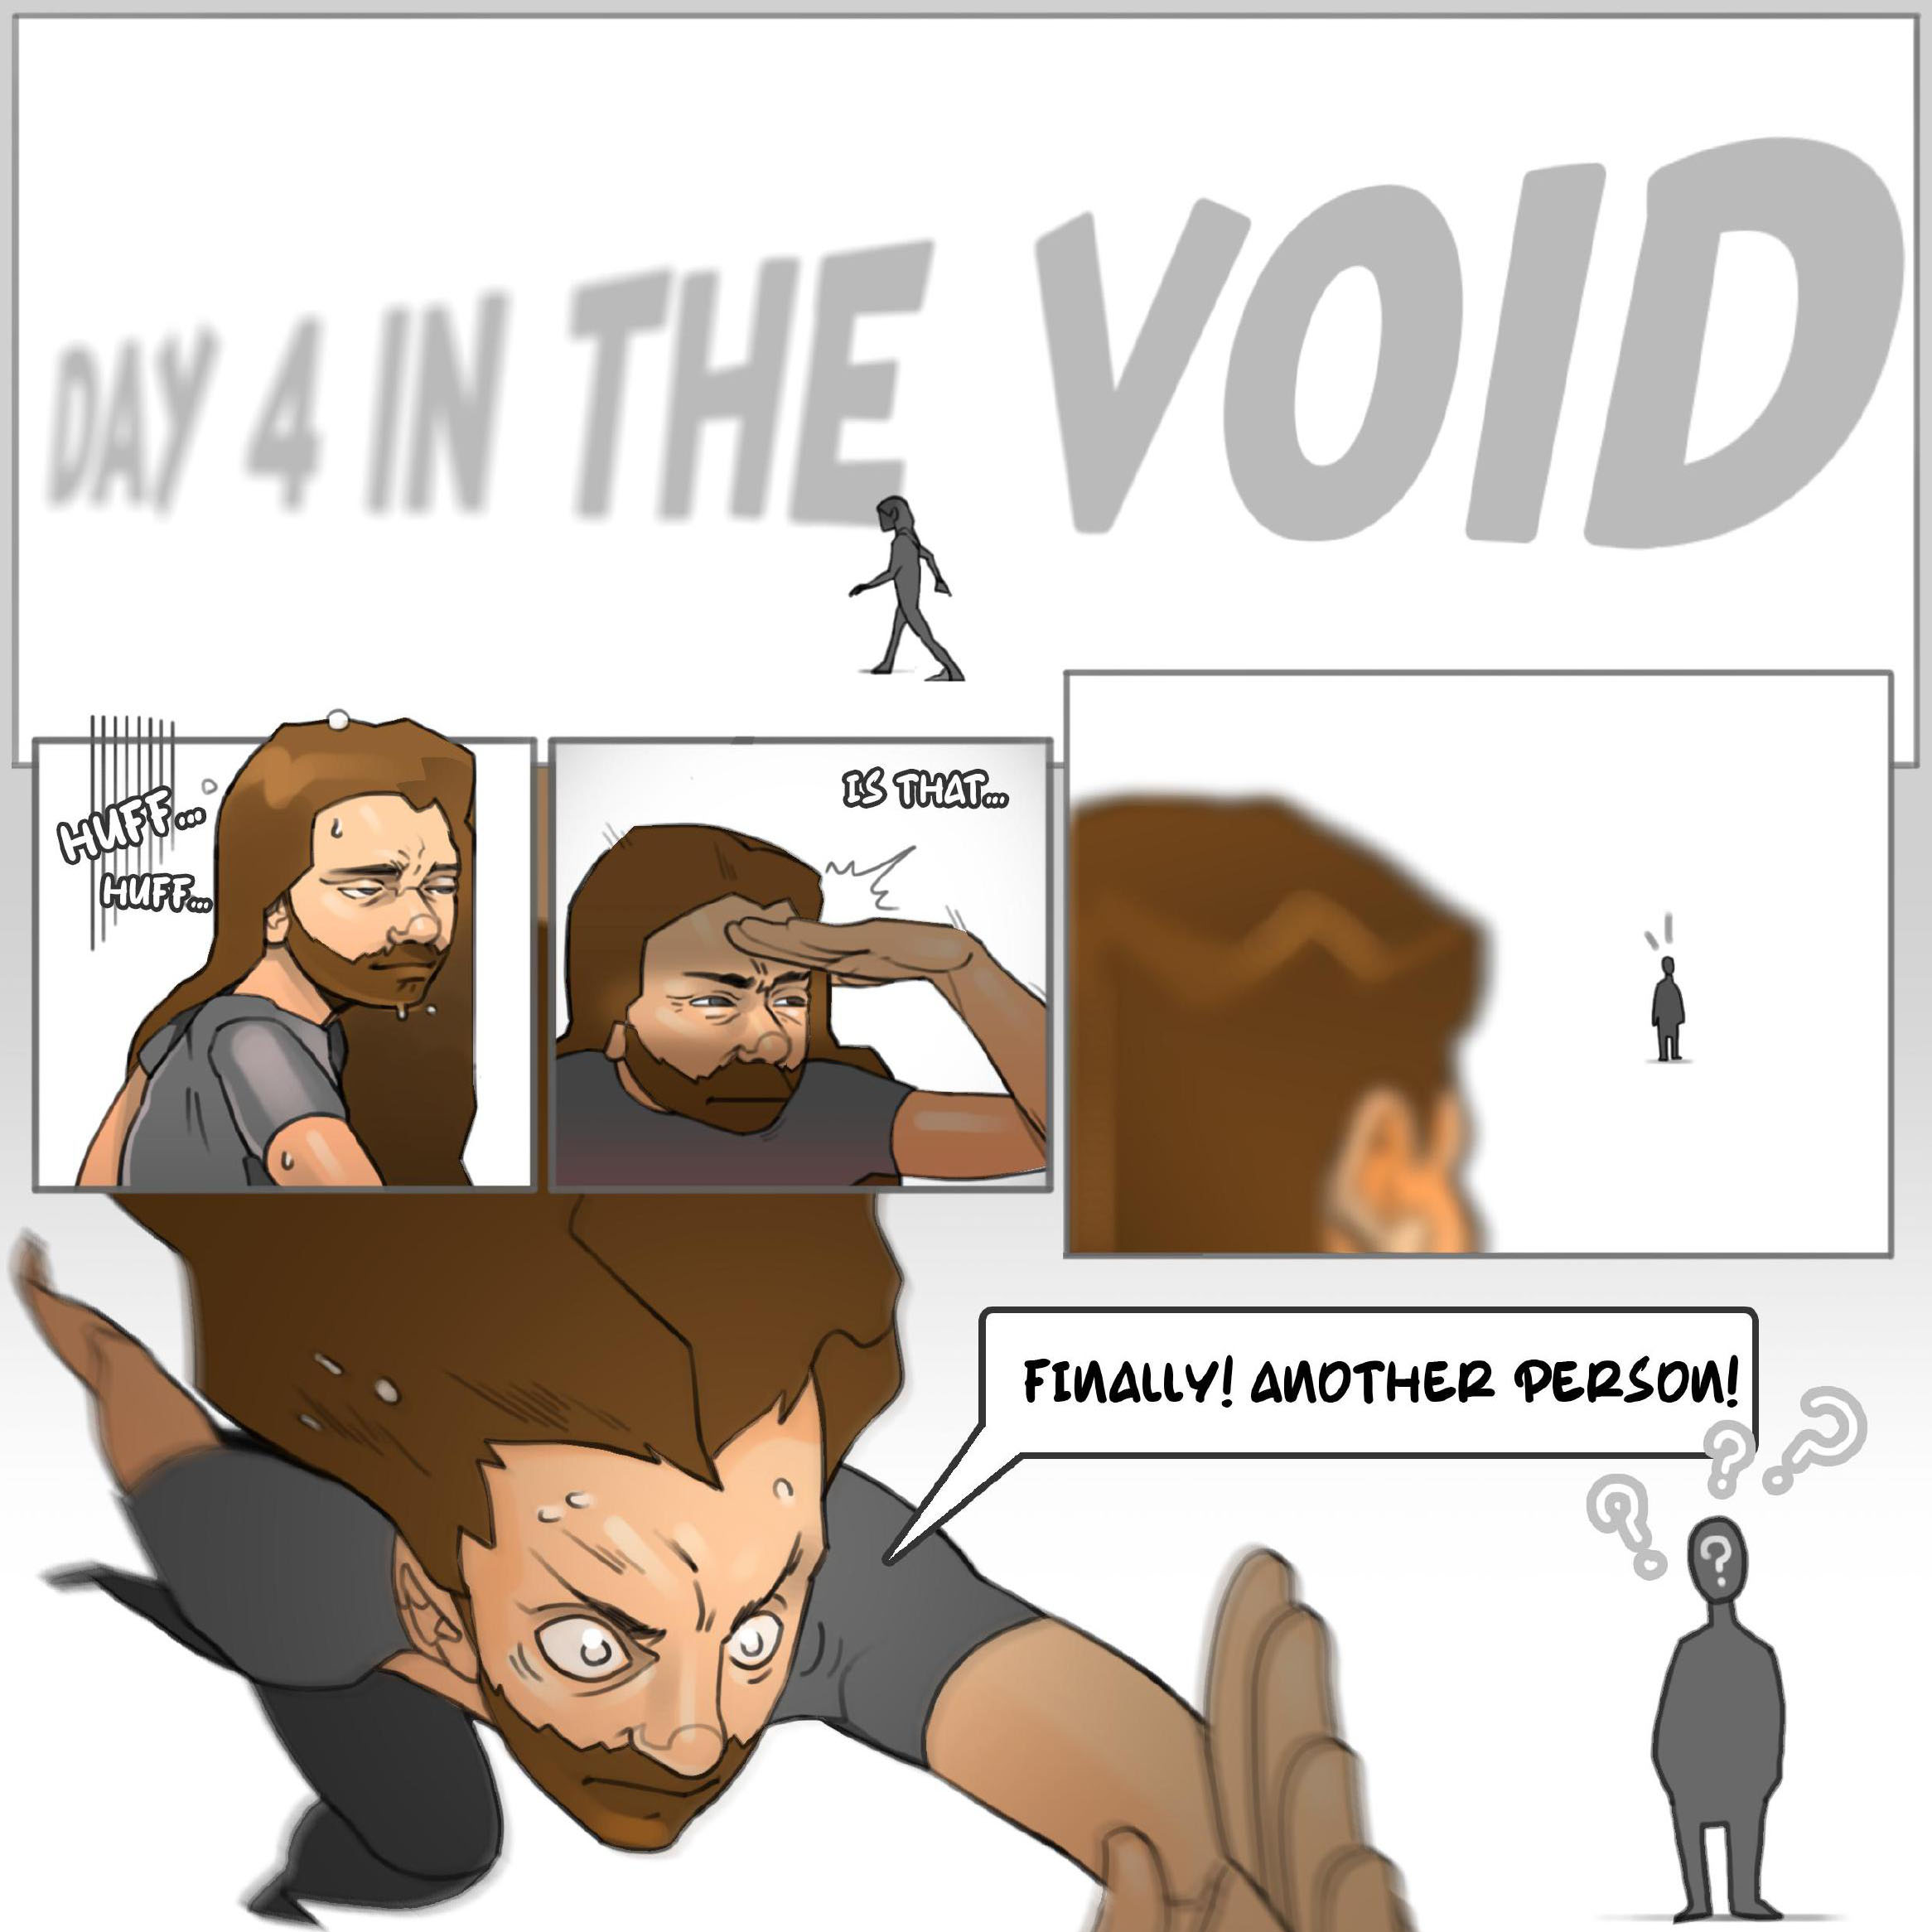 DAY 4 IN THE VOID
HUFF...
HUFF...
IS THAT...
FINALLY! ANOTHER PERSON!
? ? ?
?